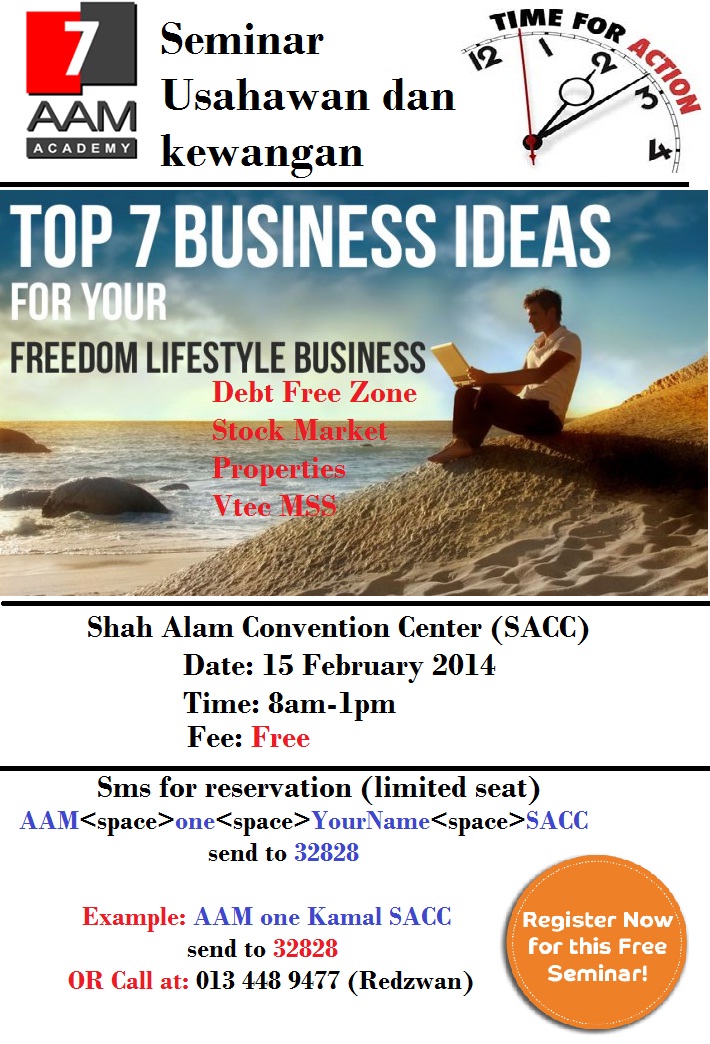 7
AAM
ACADEMY
Seminar
Usahawan dan
kewangan
TIME FOR ACTION
12 1 2 3 4
TOP 7 BUSINESS IDEAS
FOR YOUR
FREEDOM LIFESTYLE BUSINESS
Debt Free Zone
Stock Market
Properties
Vtec MSS
Shah Alam Convention Center (SACC)
Date: 15 February 2014
Time: 8am-1pm
Fee: Free
Sms for reservation (limited seat)
AAM<space>one<space>YourName<space>SACC
send to 32828
Example: AAM one Kamal SACC
send to 32828
OR Call at: 013 448 9477 (Redzwan)
Register Now
for this Free
Seminar!